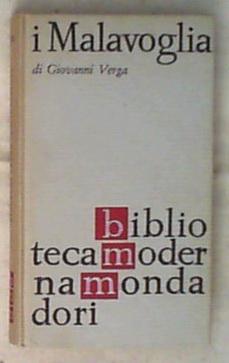 i Malavoglia
di Giovanni Verga
biblio
tecamoder
namonda
dori